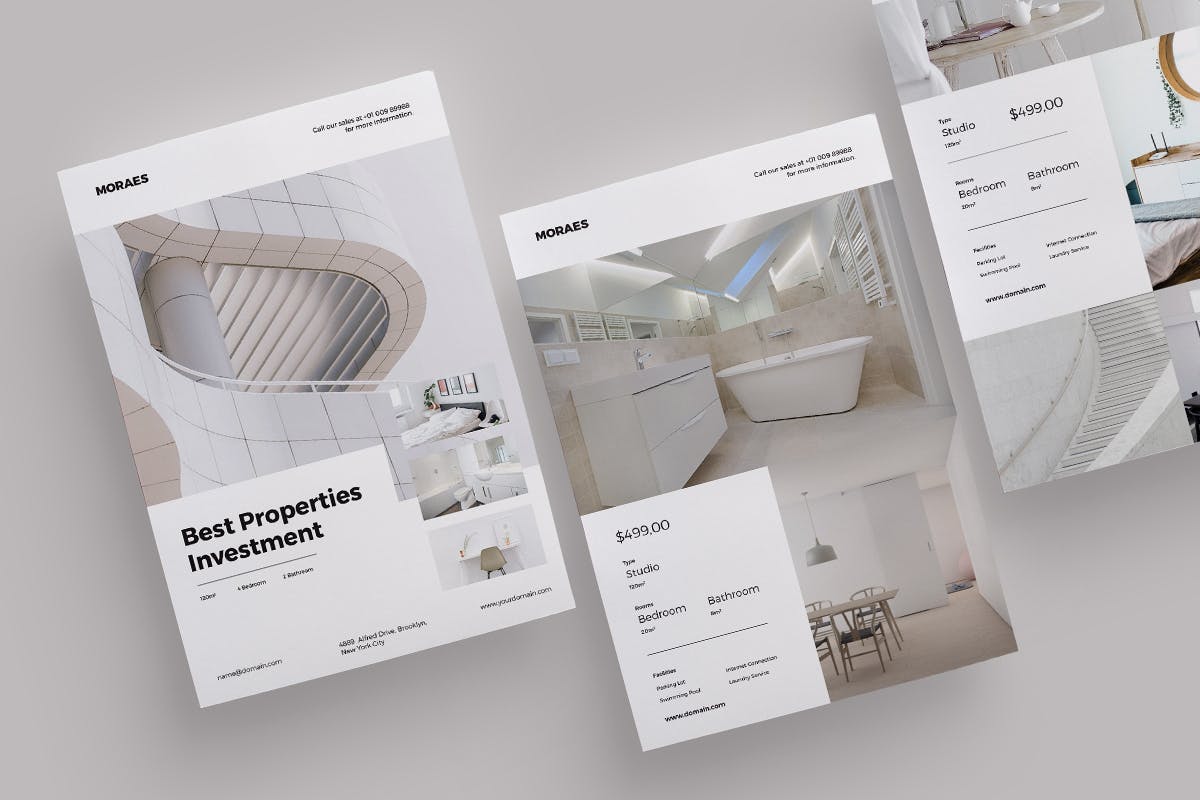 MORAES
Call our sales at +01 009 89988
for more information.
Best Properties
Investment
120m²
4 Bedroom
2 Bathroom
name@domain.com
4869 Alfred Drive, Brooklyn,
New York City
www.yourdomain.com
MORAES
Call our sales at +01 009 89988
for more information.
$499,00
Type
Studio
120m²
Rooms
Bedroom
20m²
Bathroom
8m²
Facilities
Parking Lot
Swimming Pool
Internet Connection
Laundry Service
www.domain.com
Type
Studio
120m²
$499,00
Rooms
Bedroom
20m²
Bathroom
8m²
Facilities
Parking Lot
Swimming Pool
Internet Connection
Laundry Service
www.domain.com